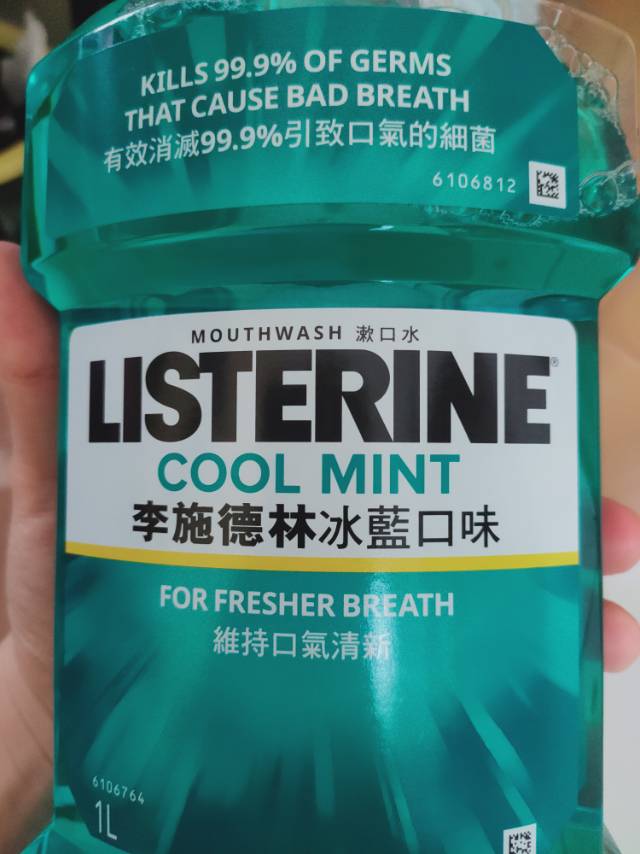 KILLS 99.9% OF GERMS
THAT CAUSE BAD BREATH
有效消滅99.9%引致口氣的細菌
6106812
MOUTHWASH 漱口水
LISTERINE®
COOL MINT
李施德林冰藍口味
FOR FRESHER BREATH
維持口氣清新
6106764
1L